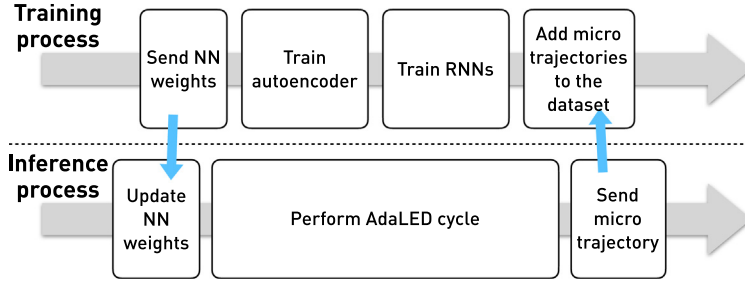 Training
process
Send NN
weights
Train
autoencoder
Train RNNs
Add micro
trajectories
to the
dataset
Inference
process
Update
NN
weights
Perform AdaLED cycle
Send
micro
trajectory